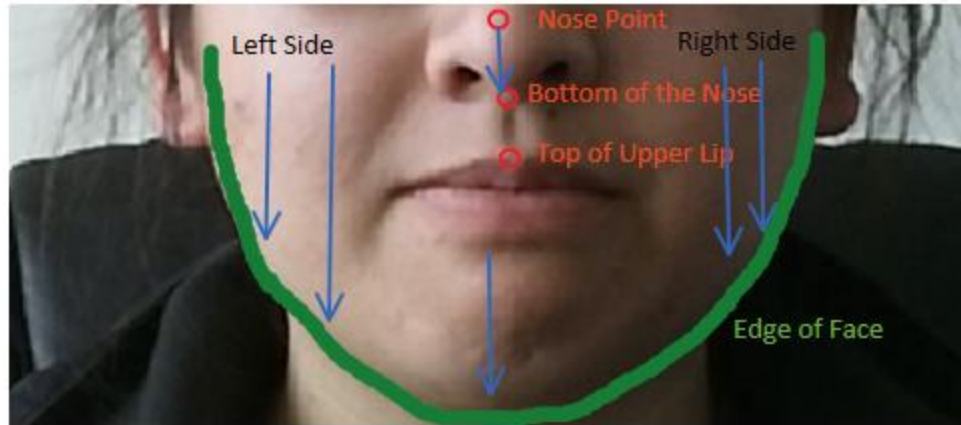 Nose Point
Left Side
Right Side
Bottom of the Nose
Top of Upper Lip
Edge of Face